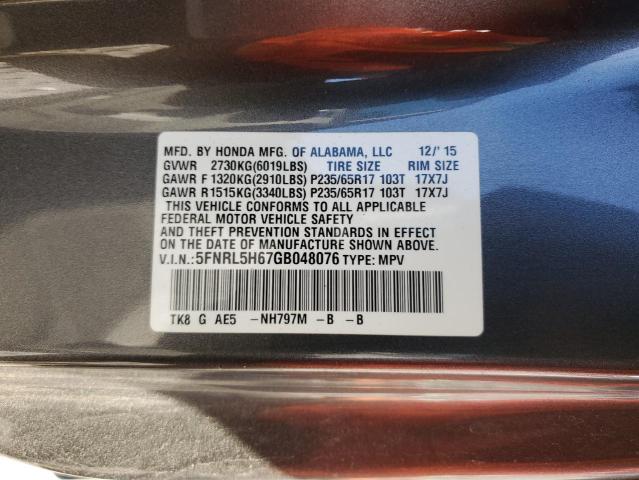 MFD. BY HONDA MFG. OF ALABAMA, LLC 12/'15
GVWR 2730KG(6019LBS) TIRE SIZE RIM SIZE
GAWR F 1320KG(2910LBS) P235/65R17 103T 17X7J
GAWR R1515KG(3340LBS) P235/65R17 103T 17X7J
THIS VEHICLE CONFORMS TO ALL APPLICABLE
FEDERAL MOTOR VEHICLE SAFETY
AND THEFT PREVENTION STANDARDS IN EFFECT
ON THE DATE OF MANUFACTURE SHOWN ABOVE.
V.I.N.:5FNRL5H67GB048076 TYPE: MPV
TK8 G AE5 -NH797M -B -B